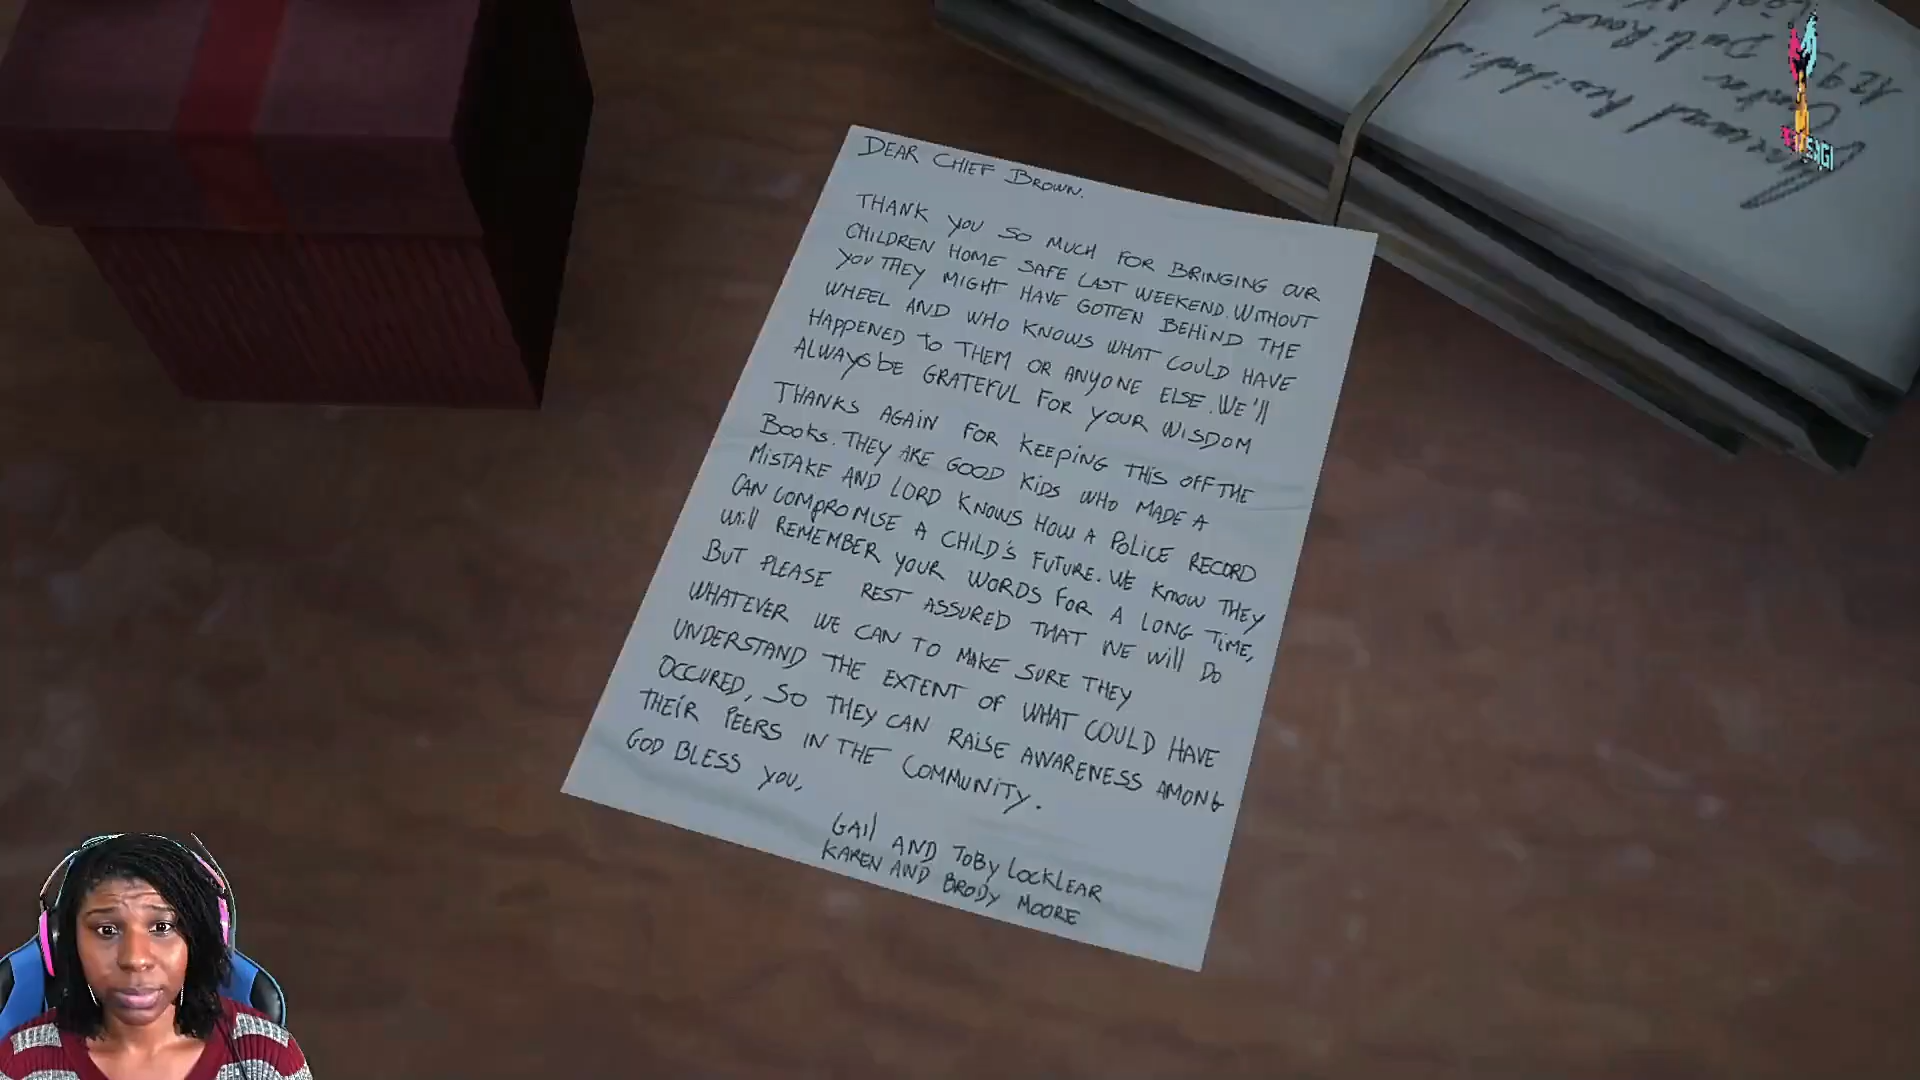 DEAR CHIEF BROWN.
THANK YOU SO MUCH FOR BRINGING OUR
CHILDREN HOME SAFE LAST WEEKEND. WITHOUT
YOU THEY MIGHT HAVE GOTTEN BEHIND THE
WHEEL AND WHO KNOWS WHAT COULD HAVE
HAPPENED TO THEM OR ANYONE ELSE. WE'll
ALWAYS bE GRATEFUL FOR YOUR WISDOM
THANKS AGAIN FOR KEEPING THIS OFF THE
BOOKS. THEY ARE GOOD KIDS WHO MADE A
MISTAKE AND LORD KNOWS HOW A POLICE RECORD
CAN COMPROMISE A CHILD'S FUTURE. WE KNOW THEY
Will REMEMBER YOUR WORDS FOR A LONG TIME,
BUT PLEASE REST ASSURED THAT WE Will DO
WHATEVER WE CAN TO MAKE SURE THEY
UNDERSTAND THE EXTENT OF WHAT COULD HAVE
OCCURED, SO THEY CAN RAISE AWARENESS AMONG
THEIR PEERS IN THE COMMUNITY.
GOD BLESS YOU,
GAIl AND TOBY LOCKLEAR
KAREN AND BRODY MOORE
Road,